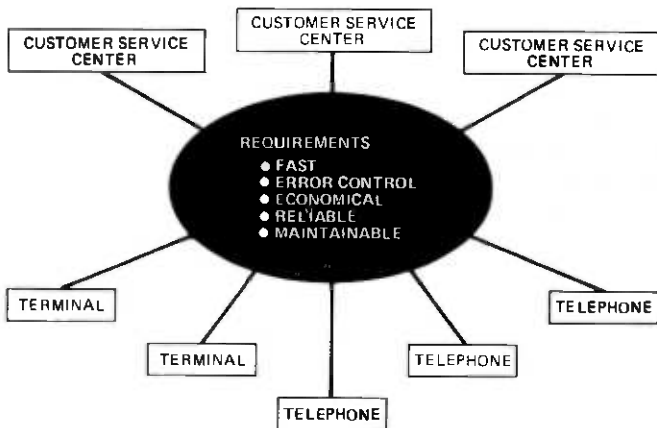 CUSTOMER SERVICE
CENTER
CUSTOMER SERVICE
CENTER
CUSTOMER SERVICE
CENTER
REQUIREMENTS
● FAST
● ERROR CONTROL
● ECONOMICAL
● RELIABLE
● MAINTAINABLE
TERMINAL
TERMINAL
TELEPHONE
TELEPHONE
TELEPHONE